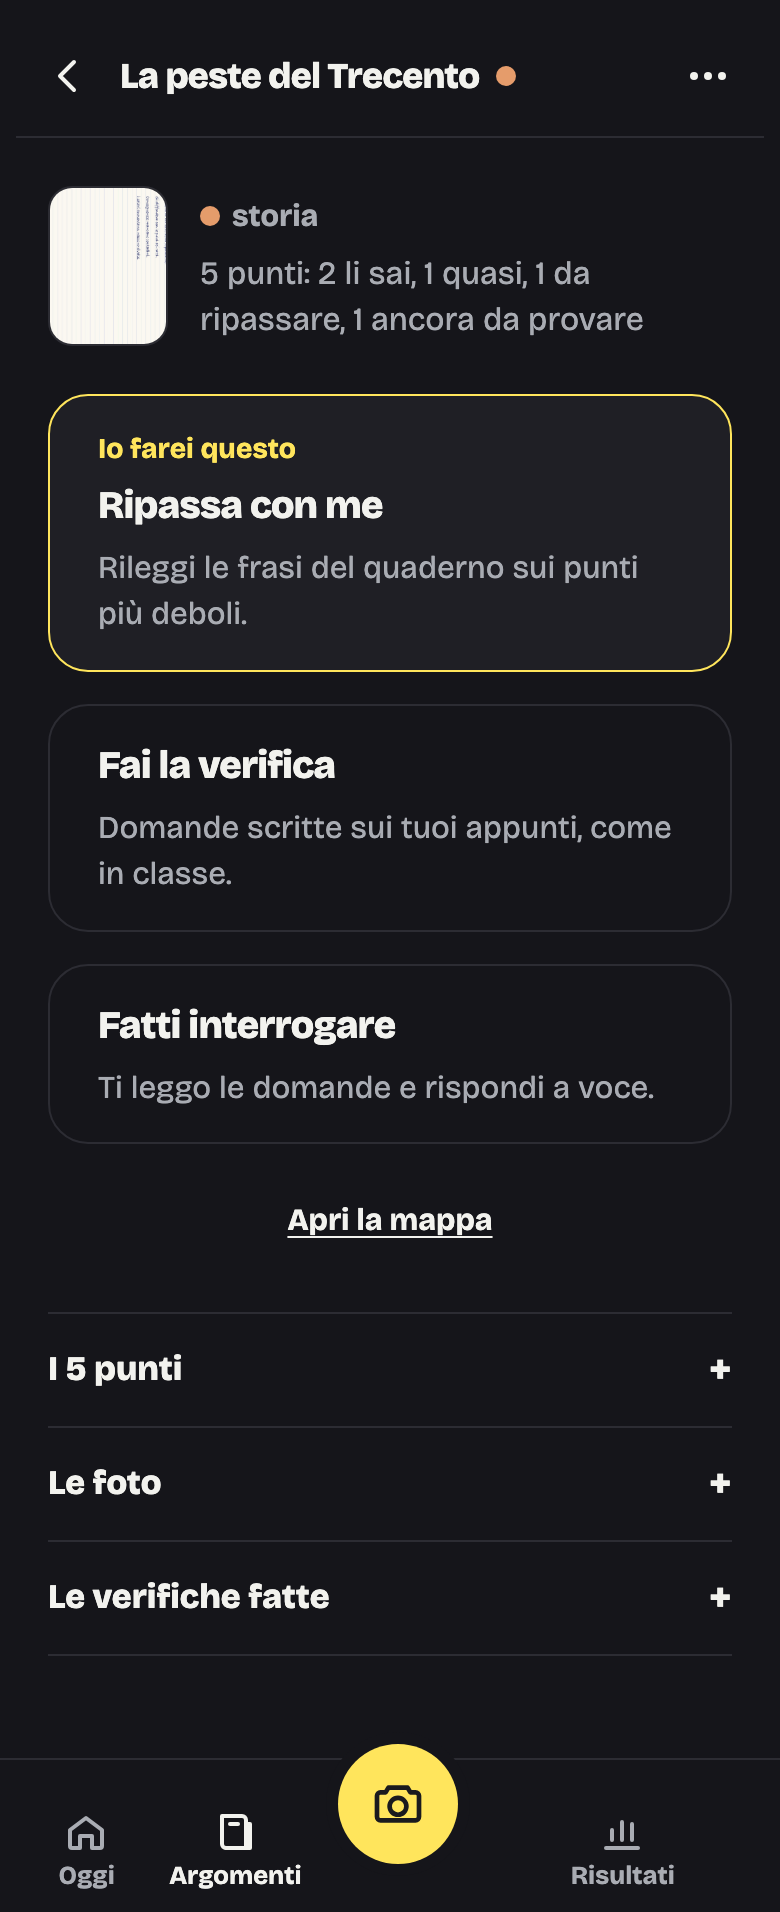 La peste del Trecento
storia
5 punti: 2 li sai, 1 quasi, 1 da
ripassare, 1 ancora da provare
Io farei questo
Ripassa con me
Rileggi le frasi del quaderno sui punti
più deboli.
Fai la verifica
Domande scritte sui tuoi appunti, come
in classe.
Fatti interrogare
Ti leggo le domande e rispondi a voce.
Apri la mappa
I 5 punti
Le foto
Le verifiche fatte
Oggi
Argomenti
Risultati